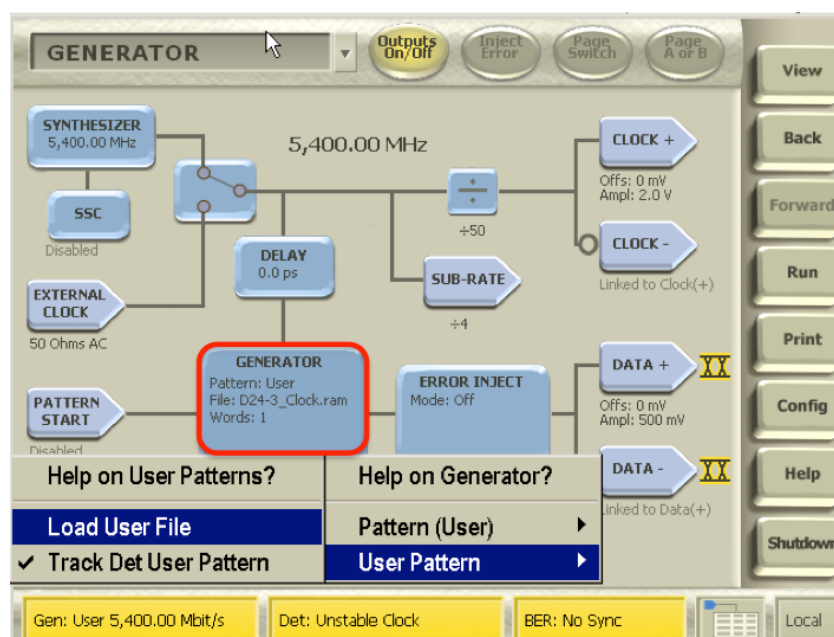 GENERATOR
Outputs
On/Off
Inject
Error
Page
Switch
Page
A or B
View
SYNTHESIZER
5,400.00 MHz
5,400.00 MHz
CLOCK +
Back
Offs: 0 mV
Ampl: 2.0 V
SSC
÷50
Forward
Disabled
DELAY
0.0 ps
CLOCK -
SUB-RATE
Linked to Clock(+)
Run
EXTERNAL
CLOCK
÷4
50 Ohms AC
Print
GENERATOR
Pattern: User
File: D24-3_Clock.ram
Words: 1
ERROR INJECT
Mode: Off
DATA +
PATTERN
START
Offs: 0 mV
Ampl: 500 mV
Config
Disabled
Help on User Patterns?
Help on Generator?
DATA -
Help
Load User File
Pattern (User)
Linked to Data(+)
✓ Track Det User Pattern
User Pattern
Shutdown
Gen: User 5,400.00 Mbit/s
Det: Unstable Clock
BER: No Sync
Local